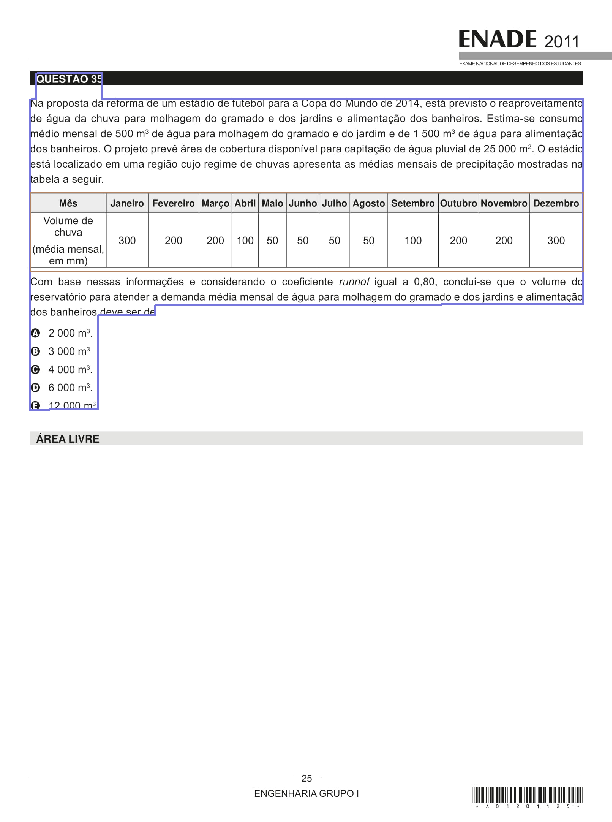 ENADE 2011
EXAME NACIONAL DE DESEMPENHO DOS ESTUDANTES
QUESTÃO 35
Na proposta da reforma de um estádio de futebol para a Copa do Mundo de 2014, está previsto o reaproveitamento
de água da chuva para molhagem do gramado e dos jardins e alimentação dos banheiros. Estima-se consumo
médio mensal de 500 m³ de água para molhagem do gramado e do jardim e de 1 500 m³ de água para alimentação
dos banheiros. O projeto prevê área de cobertura disponível para capitação de água pluvial de 25 000 m². O estádio
está localizado em uma região cujo regime de chuvas apresenta as médias mensais de precipitação mostradas na
tabela a seguir.
Mês Janeiro Fevereiro Março Abril Maio Junho Julho Agosto Setembro Outubro Novembro Dezembro
Volume de
chuva
(média mensal,
em mm)
300 200 200 100 50 50 50 50 100 200 200 300
Com base nessas informações e considerando o coeficiente runnof igual a 0,80, conclui-se que o volume do
reservatório para atender a demanda média mensal de água para molhagem do gramado e dos jardins e alimentação
dos banheiros deve ser de
A 2 000 m³.
B 3 000 m³.
C 4 000 m³.
D 6 000 m³.
E 12 000 m³.
ÁREA LIVRE
25
ENGENHARIA GRUPO I